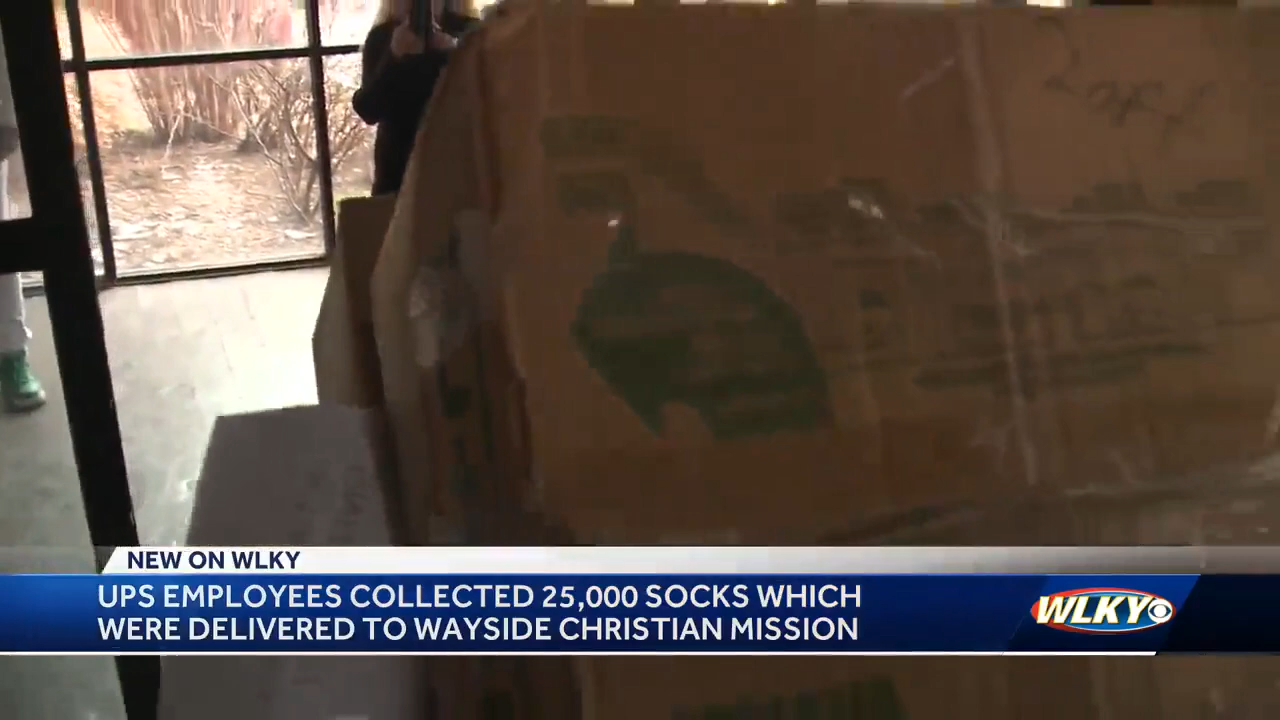 NEW ON WLKY
UPS EMPLOYEES COLLECTED 25,000 SOCKS WHICH
WERE DELIVERED TO WAYSIDE CHRISTIAN MISSION
WLKY